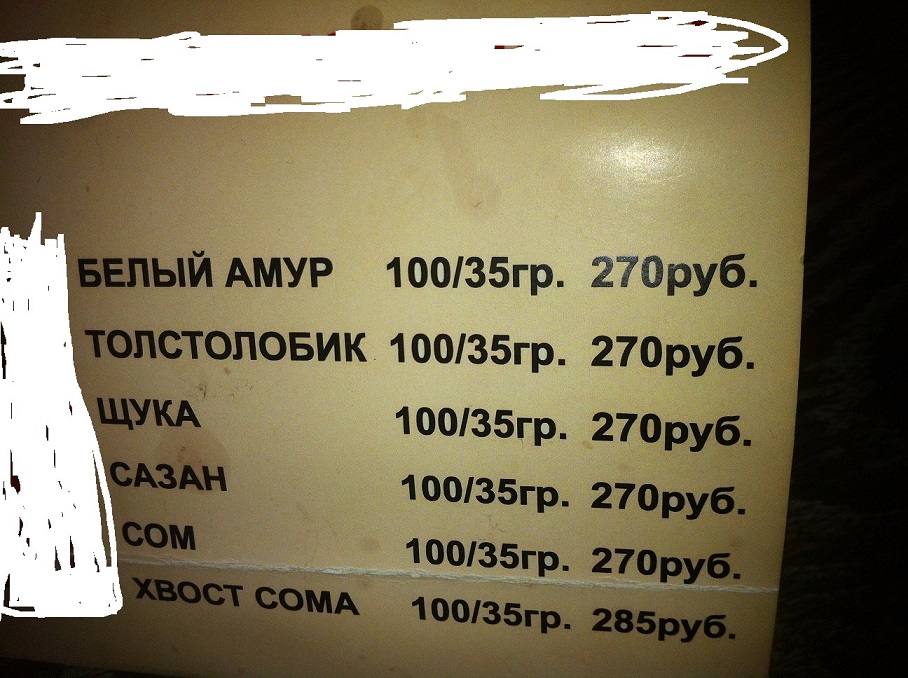 БЕЛЫЙ АМУР 100/35гр. 270руб.
ТОЛСТОЛОБИК 100/35гр. 270руб.
ЩУКА 100/35гр. 270руб.
САЗАН 100/35гр. 270руб.
СОМ 100/35гр. 270руб.
ХВОСТ СОМА 100/35гр. 285руб.